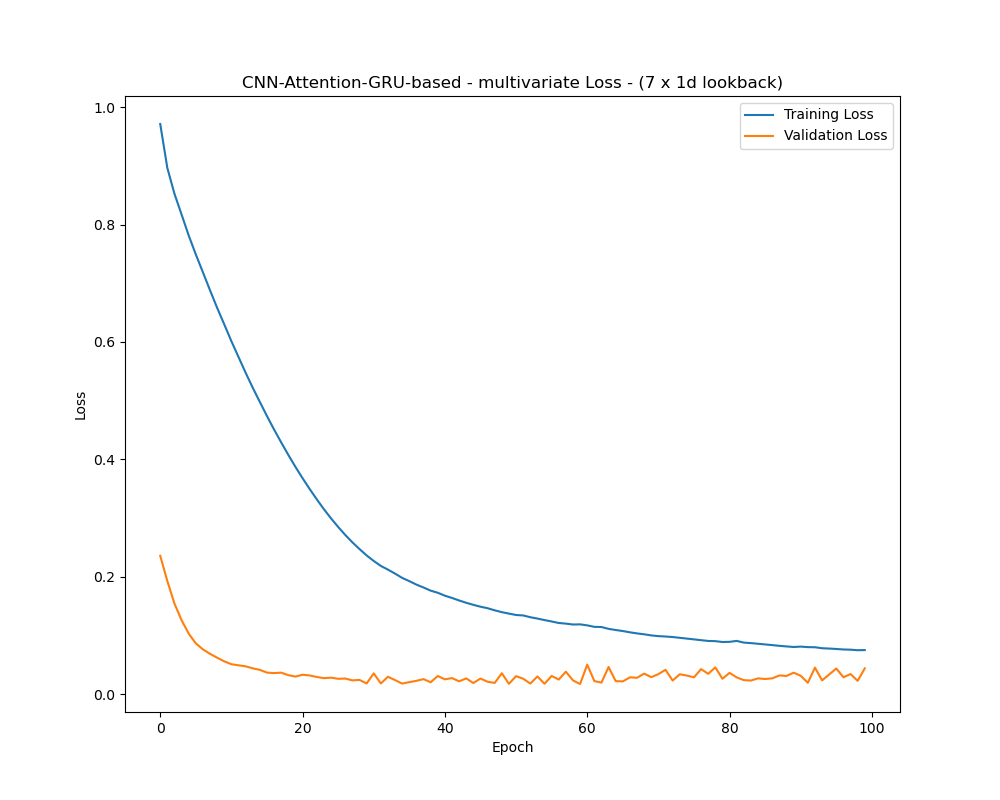 CNN-Attention-GRU-based - multivariate Loss - (7 x 1d lookback)
Training Loss
Validation Loss
1.0
0.8
0.6
0.4
0.2
0.0
Loss
0
20
40
60
80
100
Epoch